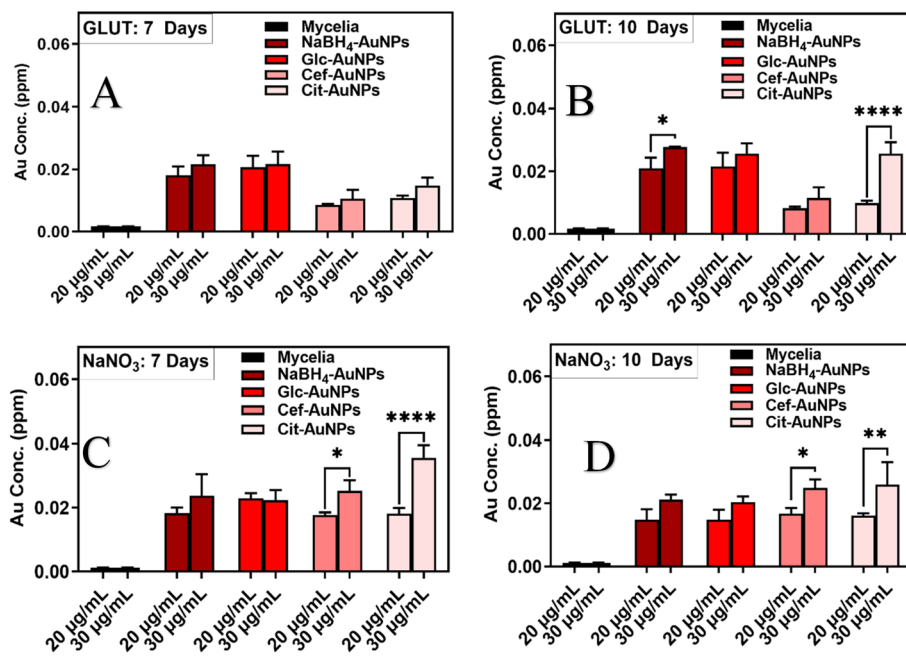 GLUT: 7 Days
Mycelia
NaBH₄-AuNPs
Glc-AuNPs
Cef-AuNPs
Cit-AuNPs
A
Au Conc. (ppm)
0.06
0.04
0.02
0.00
20 µg/mL
30 µg/mL
20 µg/mL
30 µg/mL
20 µg/mL
30 µg/mL
20 µg/mL
30 µg/mL
20 µg/mL
30 µg/mL
GLUT: 10 Days
Mycelia
NaBH₄-AuNPs
Glc-AuNPs
Cef-AuNPs
Cit-AuNPs
B
Au Conc. (ppm)
0.06
0.04
0.02
0.00
*
****
20 µg/mL
30 µg/mL
20 µg/mL
30 µg/mL
20 µg/mL
30 µg/mL
20 µg/mL
30 µg/mL
20 µg/mL
30 µg/mL
NaNO₃: 7 Days
Mycelia
NaBH₄-AuNPs
Glc-AuNPs
Cef-AuNPs
Cit-AuNPs
C
Au Conc. (ppm)
0.06
0.04
0.02
0.00
*
****
20 µg/mL
30 µg/mL
20 µg/mL
30 µg/mL
20 µg/mL
30 µg/mL
20 µg/mL
30 µg/mL
20 µg/mL
30 µg/mL
NaNO₃: 10 Days
Mycelia
NaBH₄-AuNPs
Glc-AuNPs
Cef-AuNPs
Cit-AuNPs
D
Au Conc. (ppm)
0.06
0.04
0.02
0.00
*
**
20 µg/mL
30 µg/mL
20 µg/mL
30 µg/mL
20 µg/mL
30 µg/mL
20 µg/mL
30 µg/mL
20 µg/mL
30 µg/mL